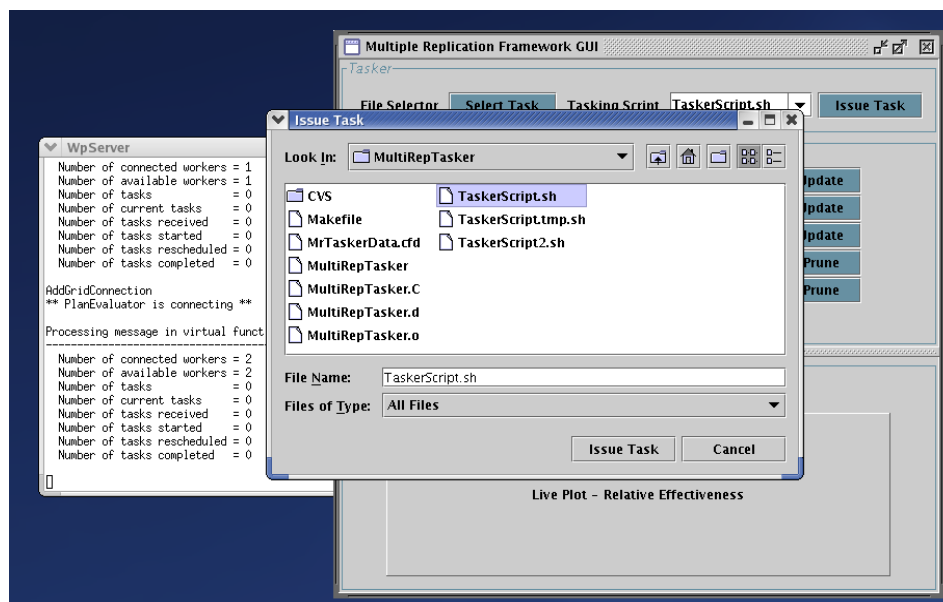 Multiple Replication Framework GUI
Tasker
File Selector Select Task Tasking Script TaskerScript.sh Issue Task
Update
Update
Update
Prune
Prune
Live Plot - Relative Effectiveness
WpServer
Number of connected workers = 1
Number of available workers = 1
Number of tasks = 0
Number of current tasks = 0
Number of tasks received = 0
Number of tasks started = 0
Number of tasks rescheduled = 0
Number of tasks completed = 0
AddGridConnection
** PlanEvaluator is connecting **
Processing message in virtual funct
Number of connected workers = 2
Number of available workers = 2
Number of tasks = 0
Number of current tasks = 0
Number of tasks received = 0
Number of tasks started = 0
Number of tasks rescheduled = 0
Number of tasks completed = 0
Issue Task
Look In: MultiRepTasker
CVS
Makefile
MrTaskerData.cfd
MultiRepTasker
MultiRepTasker.C
MultiRepTasker.d
MultiRepTasker.o
TaskerScript.sh
TaskerScript.tmp.sh
TaskerScript2.sh
File Name: TaskerScript.sh
Files of Type: All Files
Issue Task Cancel